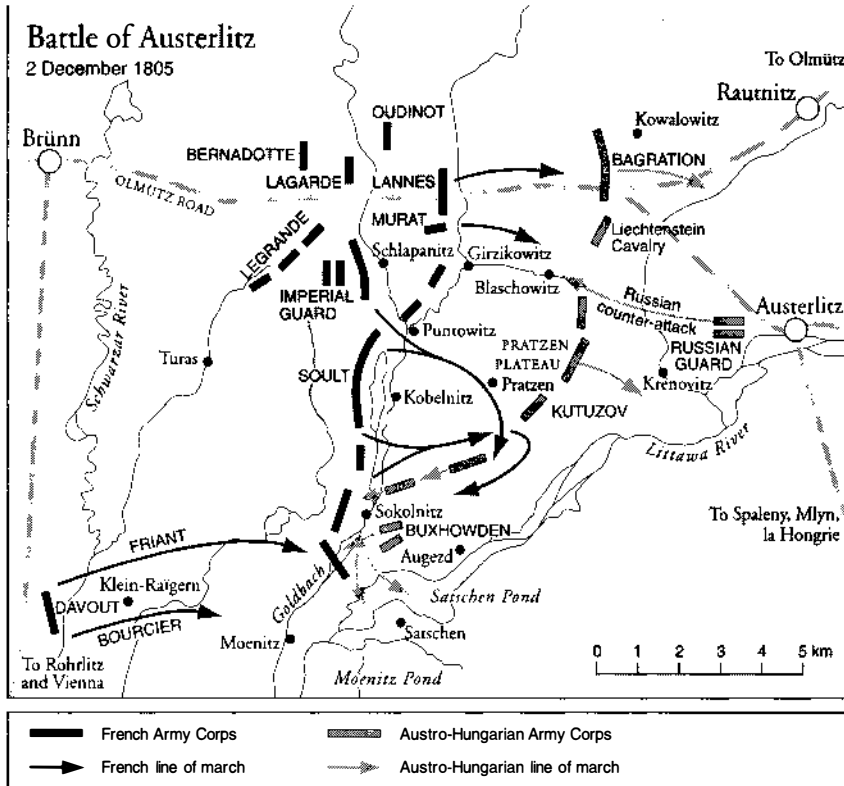 Battle of Austerlitz
2 December 1805
To Olmütz
Rautnitz
OUDINOT
Kowalowitz
Brünn
BERNADOTTE
BAGRATION
LAGARDE
LANNES
OLMUTZ ROAD
MURAT
Liechtenstein
Cavalry
LEGRANDE
Schlapanitz
Girzikowitz
Blaschowitz
IMPERIAL
GUARD
Russian
counter-attack
Austerlitz
Schwarzar River
Puntowitz
PRATZEN
PLATEAU
RUSSIAN
GUARD
Turas
SOULT
Pratzen
Krenovitz
Kobelnitz
KUTUZOV
Littawa River
Sokolnitz
To Spaleny, Mlyn,
la Hongrie
BUXHOWDEN
FRIANT
Augezd
Goldbach
Klein-Raïgern
DAVOUT
Satschen Pond
BOURCIER
Satschen
Moenitz
To Rohrlitz
and Vienna
Moenitz Pond
0 1 2 3 4 5 km
French Army Corps
Austro-Hungarian Army Corps
French line of march
Austro-Hungarian line of march